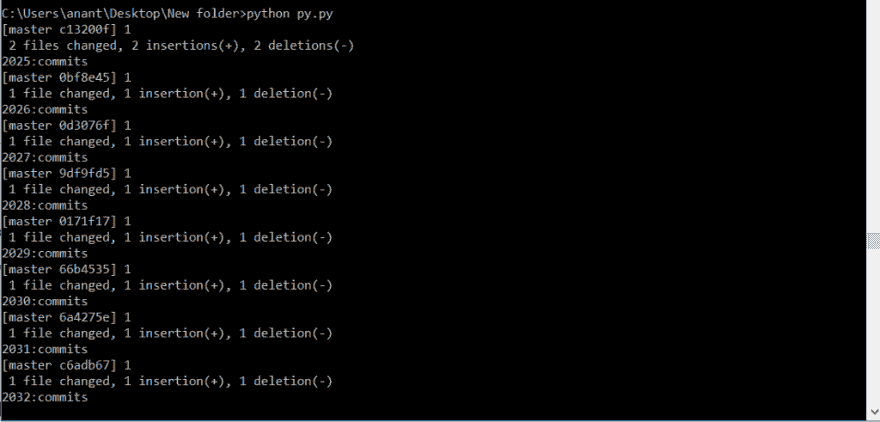 C:\Users\anant\Desktop\New folder>python py.py
[master c13200f] 1
 2 files changed, 2 insertions(+), 2 deletions(-)
2025:commits
[master 0bf8e45] 1
 1 file changed, 1 insertion(+), 1 deletion(-)
2026:commits
[master 0d3076f] 1
 1 file changed, 1 insertion(+), 1 deletion(-)
2027:commits
[master 9df9fd5] 1
 1 file changed, 1 insertion(+), 1 deletion(-)
2028:commits
[master 0171f17] 1
 1 file changed, 1 insertion(+), 1 deletion(-)
2029:commits
[master 66b4535] 1
 1 file changed, 1 insertion(+), 1 deletion(-)
2030:commits
[master 6a4275e] 1
 1 file changed, 1 insertion(+), 1 deletion(-)
2031:commits
[master c6adb67] 1
 1 file changed, 1 insertion(+), 1 deletion(-)
2032:commits